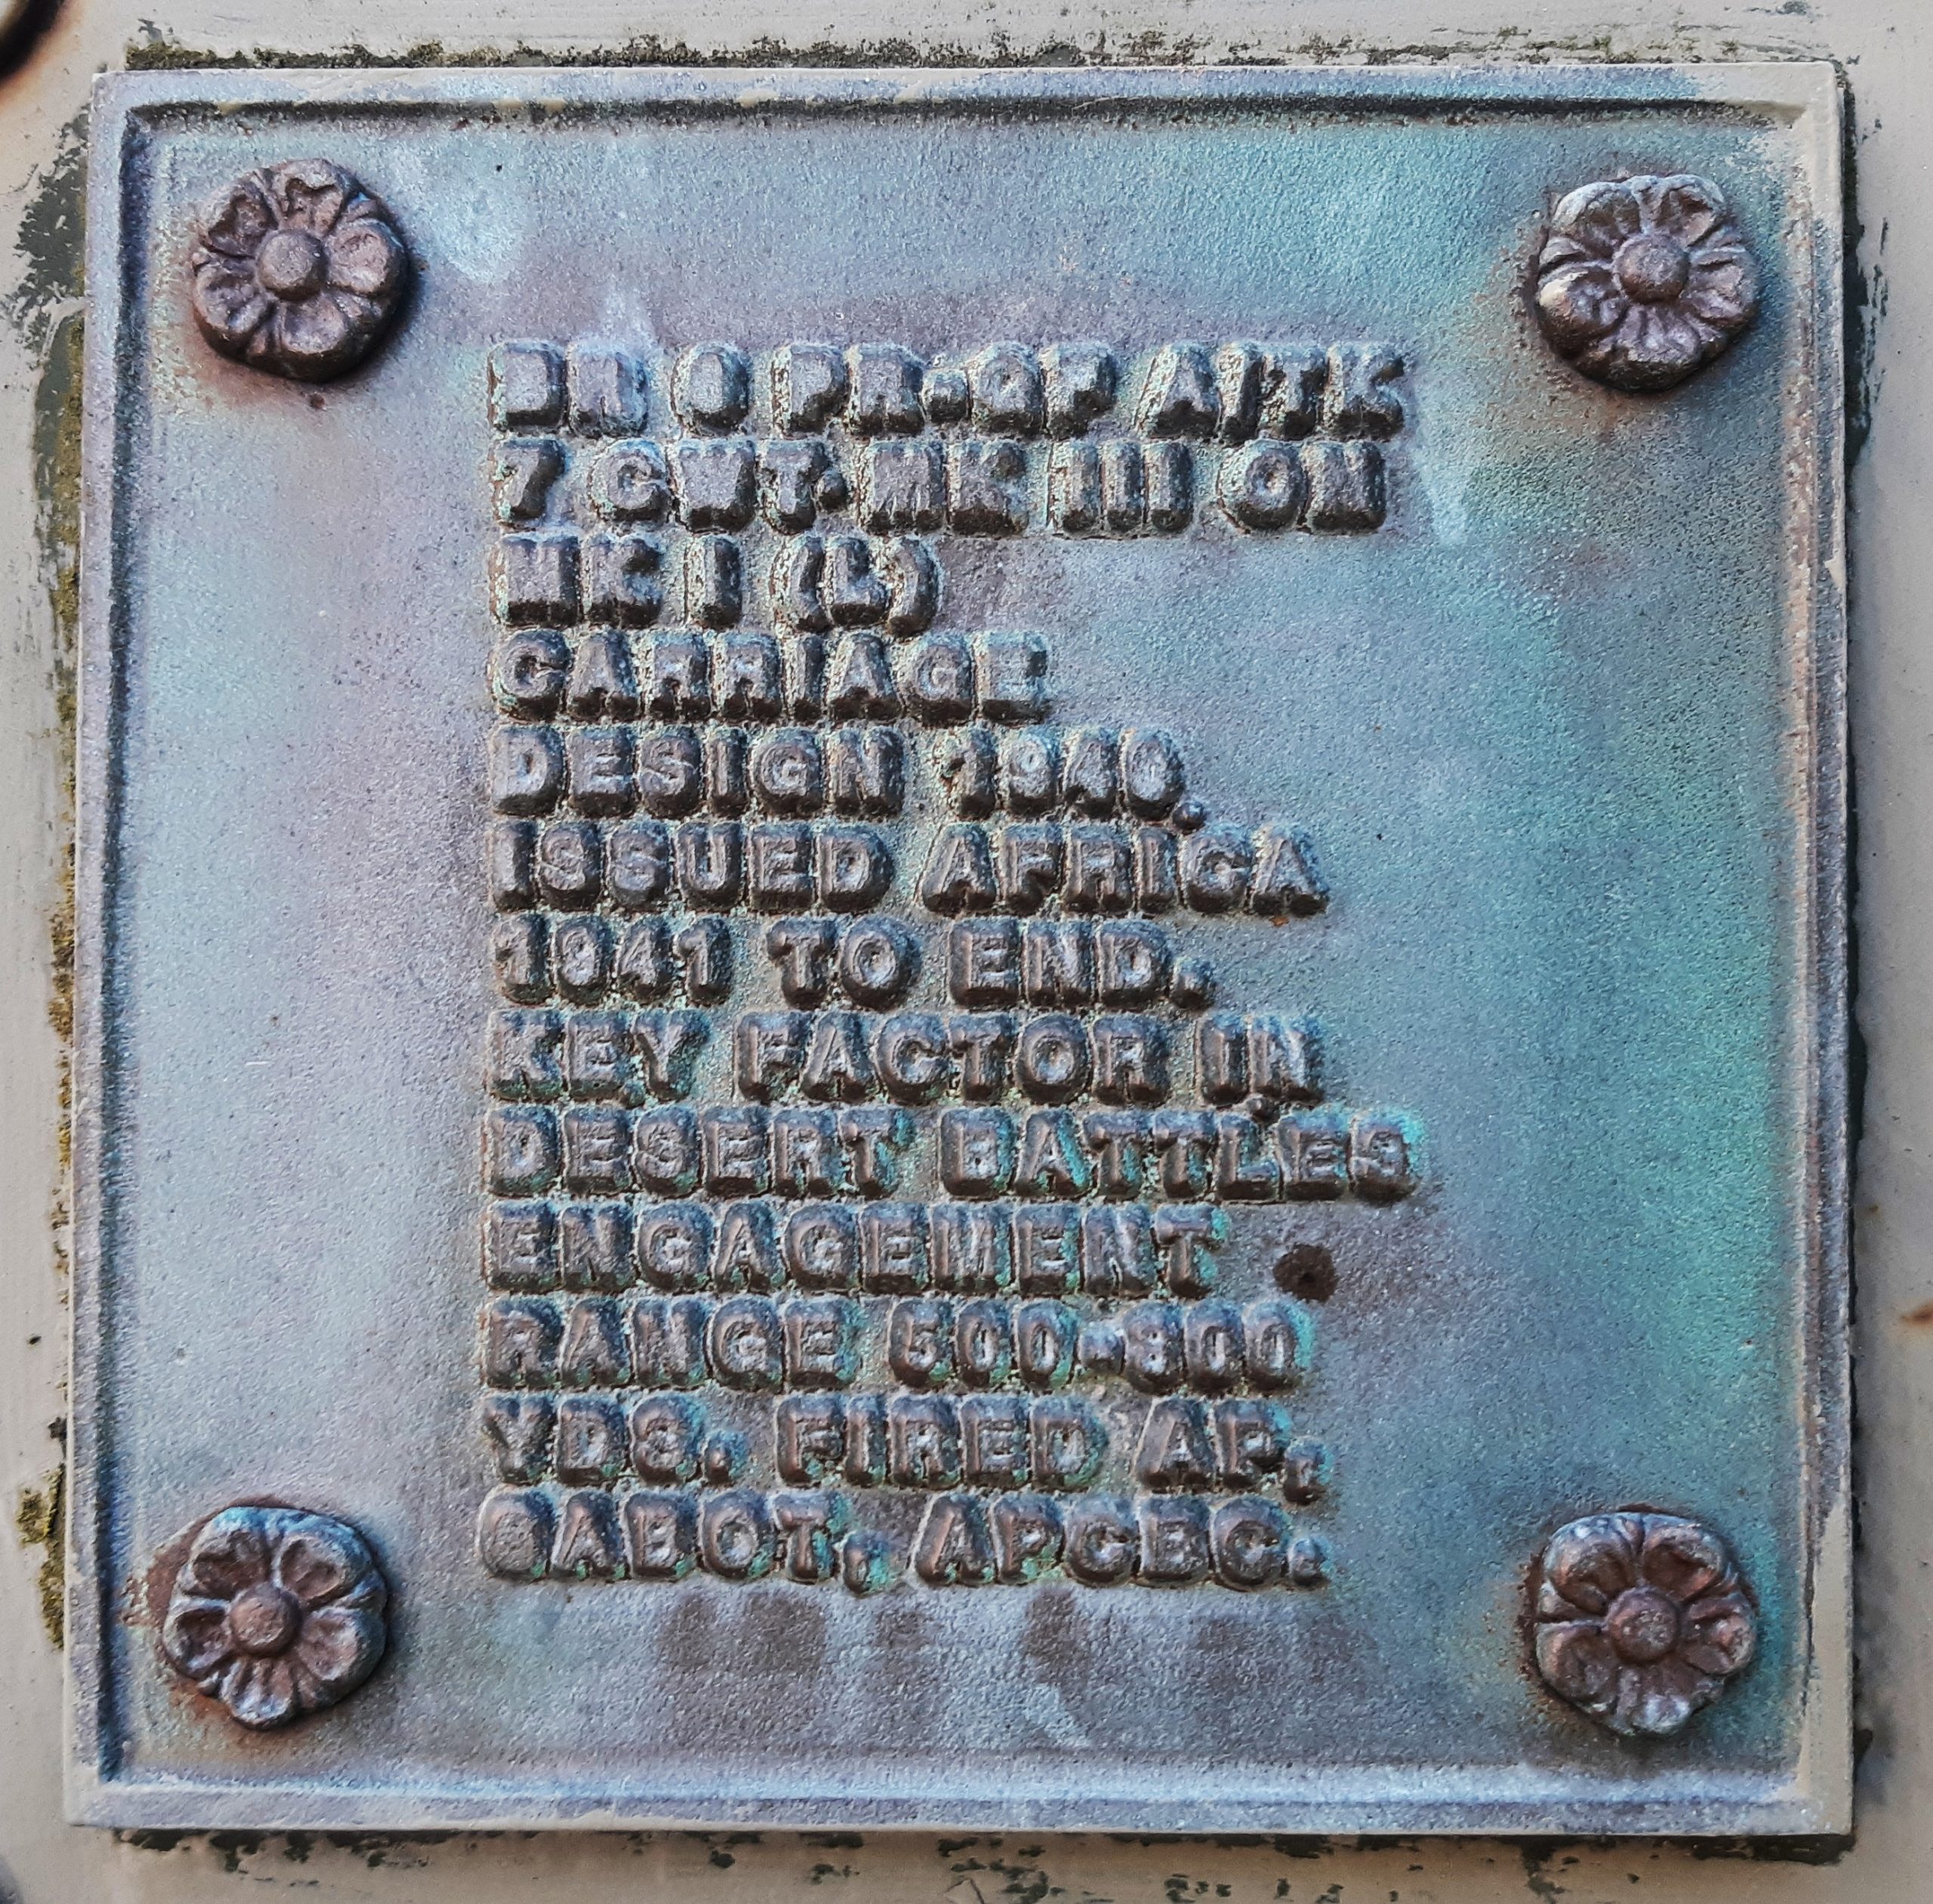 BR 6 PR·QF A/TK
7 CWT·MK III ON
MK I (L)
CARRIAGE
DESIGN 1940.
ISSUED AFRICA
1941 TO END.
KEY FACTOR IN
DESERT BATTLES
ENGAGEMENT
RANGE 500-800
YDS. FIRED AP,
SABOT, APCBC.